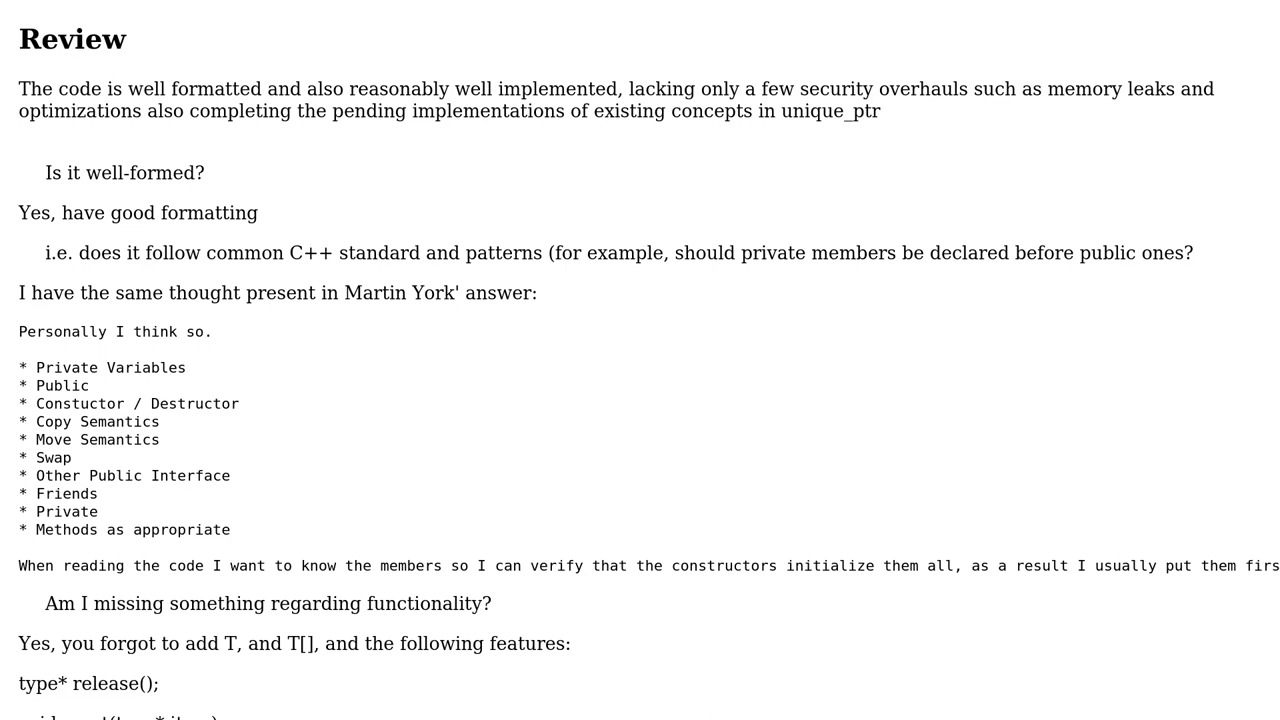 Review
The code is well formatted and also reasonably well implemented, lacking only a few security overhauls such as memory leaks and
optimizations also completing the pending implementations of existing concepts in unique_ptr
Is it well-formed?
Yes, have good formatting
i.e. does it follow common C++ standard and patterns (for example, should private members be declared before public ones?
I have the same thought present in Martin York' answer:
Personally I think so.
* Private Variables
* Public
* Constuctor / Destructor
* Copy Semantics
* Move Semantics
* Swap
* Other Public Interface
* Friends
* Private
* Methods as appropriate
When reading the code I want to know the members so I can verify that the constructors initialize them all, as a result I usually put them firs
Am I missing something regarding functionality?
Yes, you forgot to add T, and T[], and the following features:
type* release();